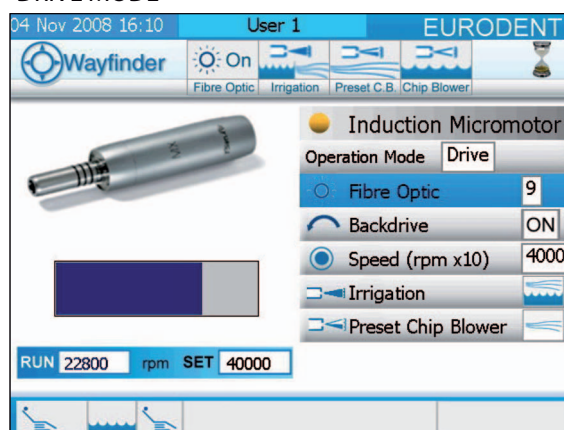 04 Nov 2008 16:10 User 1 EURODENT
Wayfinder On
Fibre Optic Irrigation Preset C.B. Chip Blower
Induction Micromotor
Operation Mode Drive
Fibre Optic 9
Backdrive ON
Speed (rpm x10) 4000
Irrigation
Preset Chip Blower
RUN 22800 rpm SET 40000